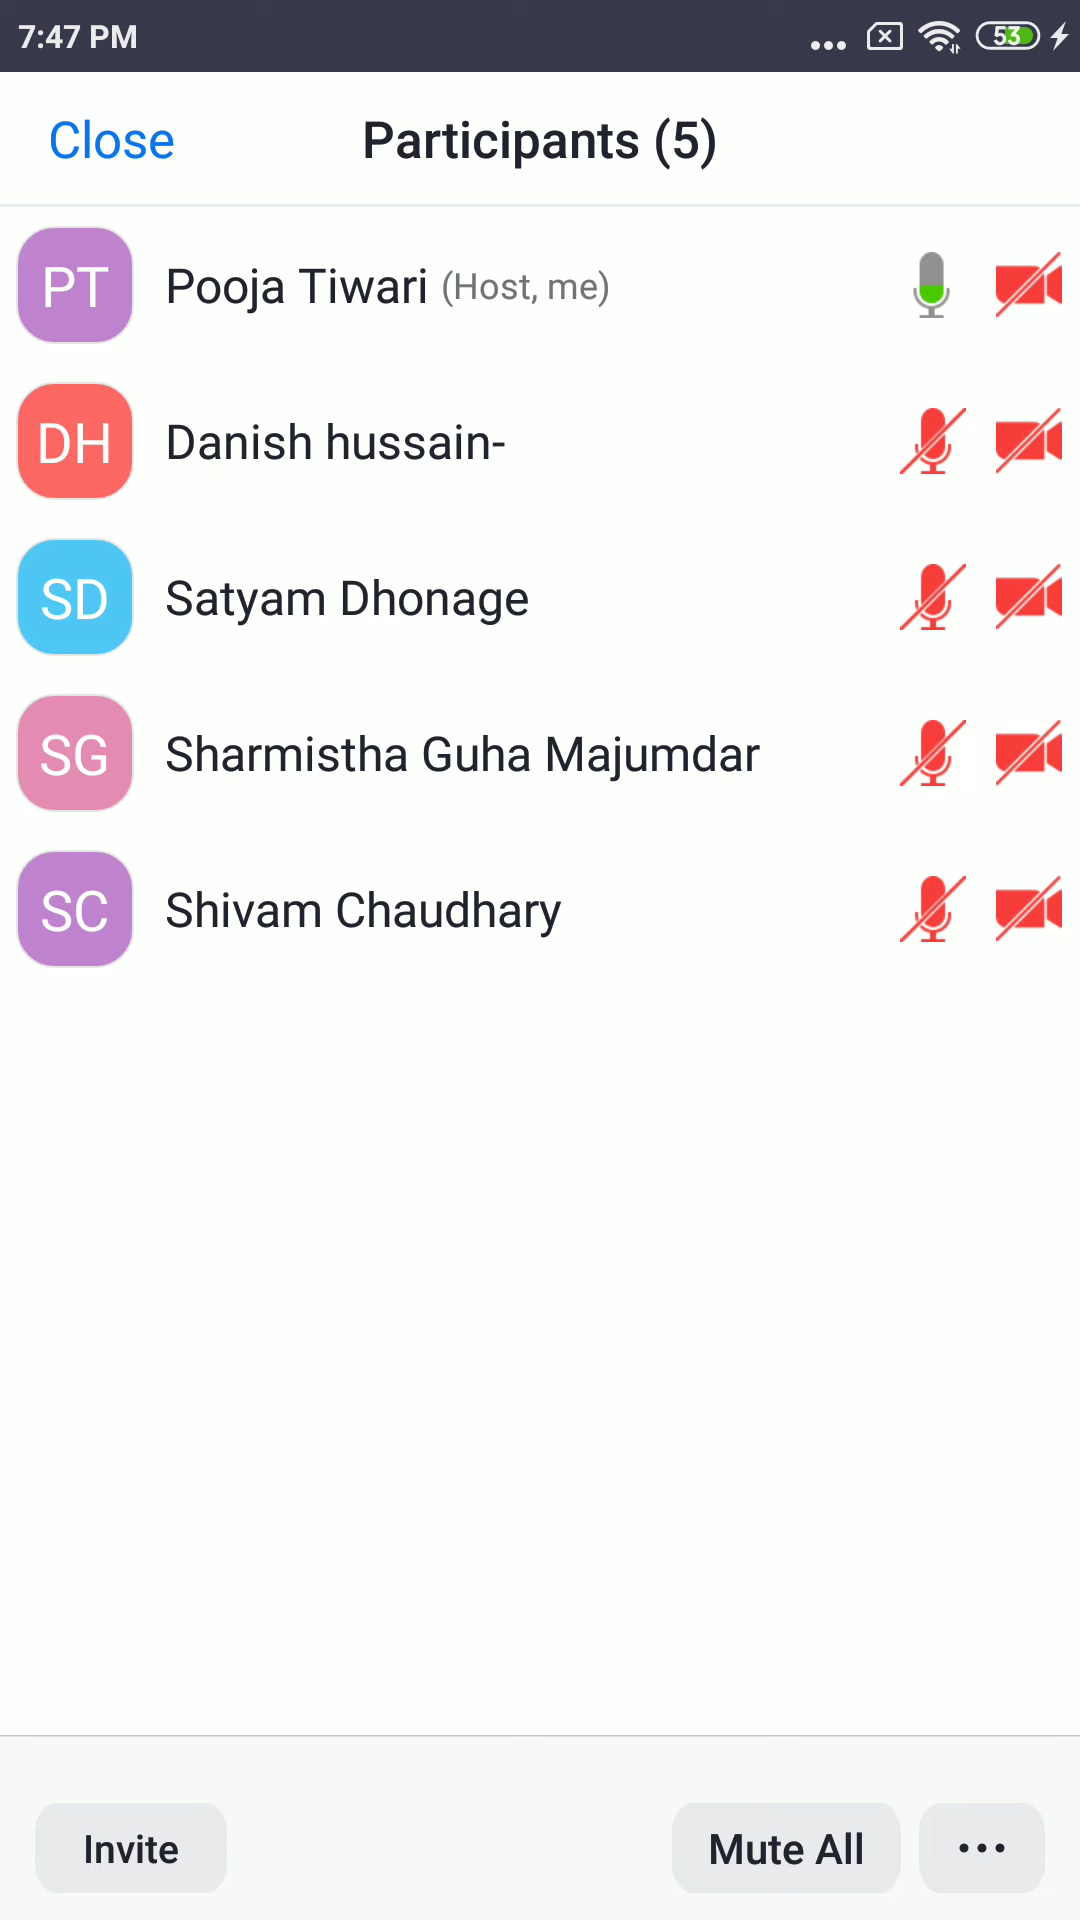 7:47 PM 53
Close Participants (5)
PT Pooja Tiwari (Host, me)
DH Danish hussain-
SD Satyam Dhonage
SG Sharmistha Guha Majumdar
SC Shivam Chaudhary
Invite Mute All